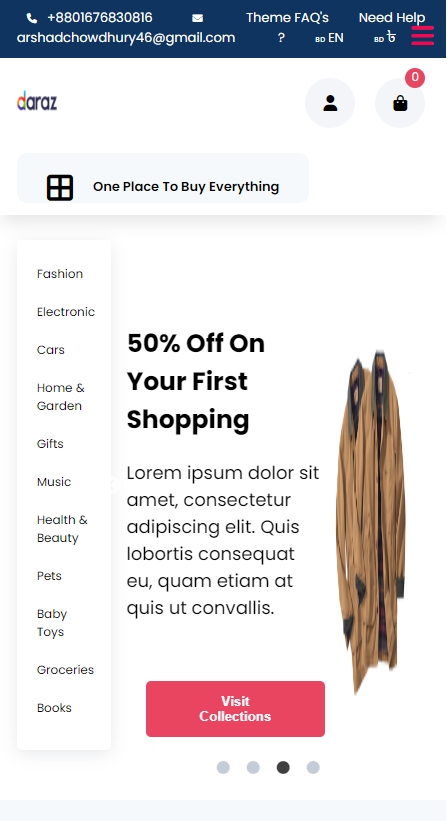 +8801676830816
Theme FAQ's
Need Help
arshadchowdhury46@gmail.com
?
BD EN
BD ৳
daraz
0
One Place To Buy Everything
Fashion
Electronic
Cars
Home &
Garden
Gifts
Music
Health &
Beauty
Pets
Baby
Toys
Groceries
Books
50% Off On
Your First
Shopping
Lorem ipsum dolor sit
amet, consectetur
adipiscing elit. Quis
lobortis consequat
eu, quam etiam at
quis ut convallis.
Visit
Collections